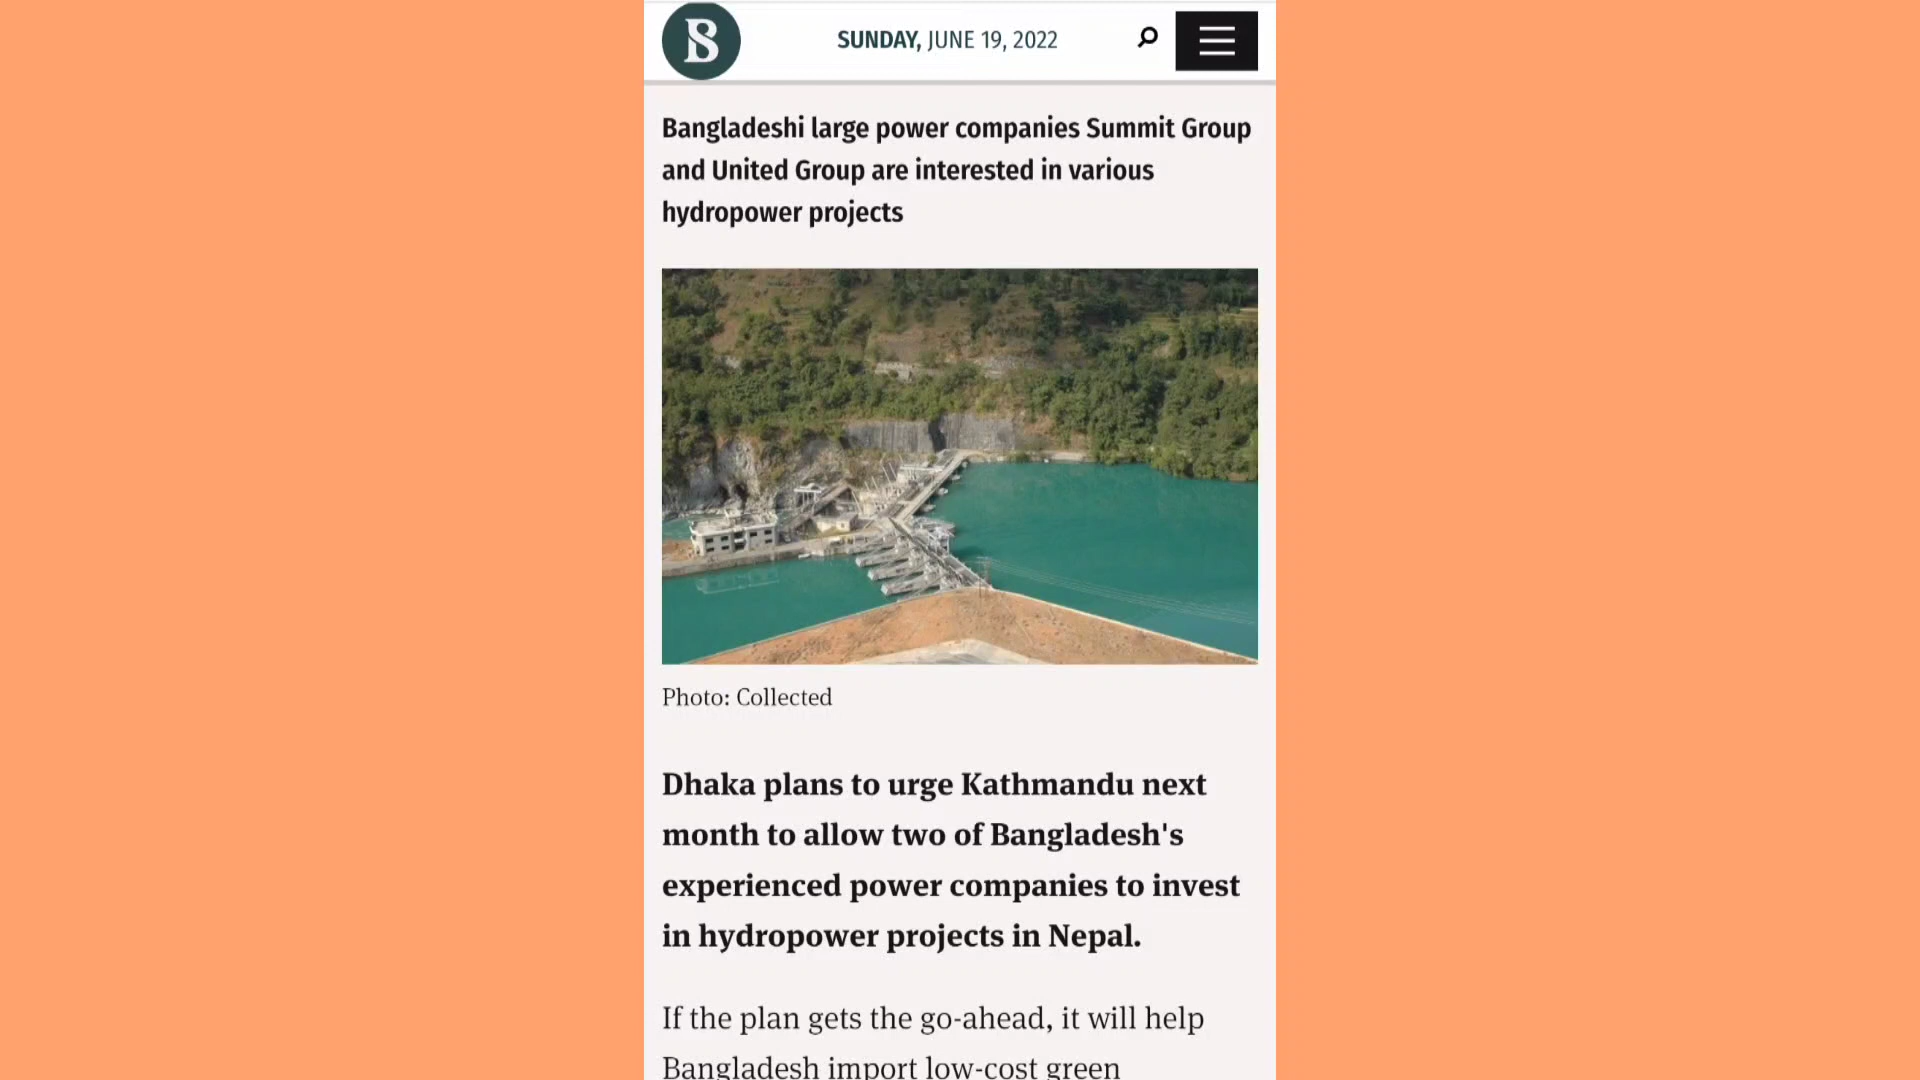 B
SUNDAY, JUNE 19, 2022
Bangladeshi large power companies Summit Group
and United Group are interested in various
hydropower projects
Photo: Collected
Dhaka plans to urge Kathmandu next
month to allow two of Bangladesh's
experienced power companies to invest
in hydropower projects in Nepal.
If the plan gets the go-ahead, it will help
Bangladesh import low-cost green